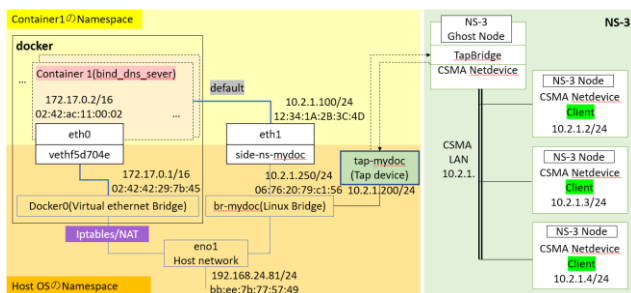 Container1のNamespace
docker
Container 1(bind_dns_sever)
...
...
172.17.0.2/16
02:42:ac:11:00:02
eth0
vethf5d704e
172.17.0.1/16
02:42:42:29:7b:45
Docker0(Virtual ethernet Bridge)
Iptables/NAT
default
10.2.1.100/24
12:34:1A:2B:3C:4D
eth1
side-ns-mydoc
10.2.1.250/24
06:76:20:79:c1:56
br-mydoc(Linux Bridge)
tap-mydoc
(Tap device)
10.2.1.200/24
eno1
Host network
192.168.24.81/24
bb:ee:7b:77:57:49
Host OSのNamespace
NS-3
NS-3
Ghost Node
TapBridge
CSMA Netdevice
CSMA
LAN
10.2.1.
NS-3 Node
CSMA Netdevice
Client
10.2.1.2/24
NS-3 Node
CSMA Netdevice
Client
10.2.1.3/24
NS-3 Node
CSMA Netdevice
Client
10.2.1.4/24